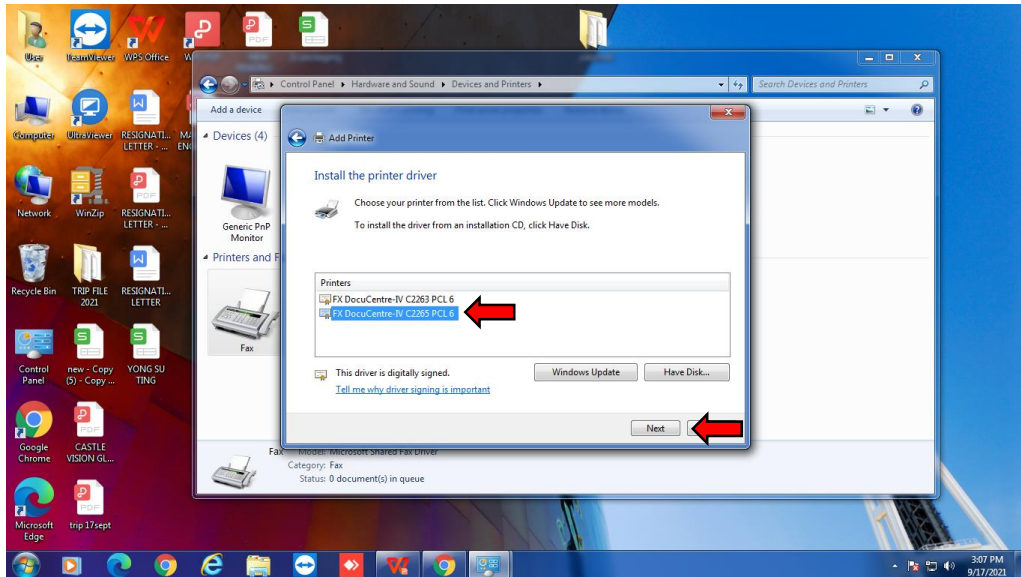 User
TeamViewer
WPS Office
PDF
PDF
Control Panel
Hardware and Sound
Devices and Printers
Search Devices and Printers
Add a device
Computer
UltraViewer
RESIGNATI...
LETTER - ...
Devices (4)
Add Printer
Install the printer driver
Choose your printer from the list. Click Windows Update to see more models.
To install the driver from an installation CD, click Have Disk.
Network
WinZip
RESIGNATI...
LETTER - ...
Generic PnP
Monitor
Printers and F
Printers
FX DocuCentre-IV C2263 PCL 6
FX DocuCentre-IV C2265 PCL 6
Recycle Bin
TRIP FILE
2021
RESIGNATI...
LETTER
Fax
This driver is digitally signed.
Windows Update
Have Disk...
Tell me why driver signing is important
Control
Panel
new - Copy
(5) - Copy ...
YONG SU
TING
Next
Google
Chrome
CASTLE
VISION GL...
Fax
Model: Microsoft Shared Fax Driver
Category: Fax
Status: 0 document(s) in queue
Microsoft
Edge
trip 17sept
3:07 PM
9/17/2021